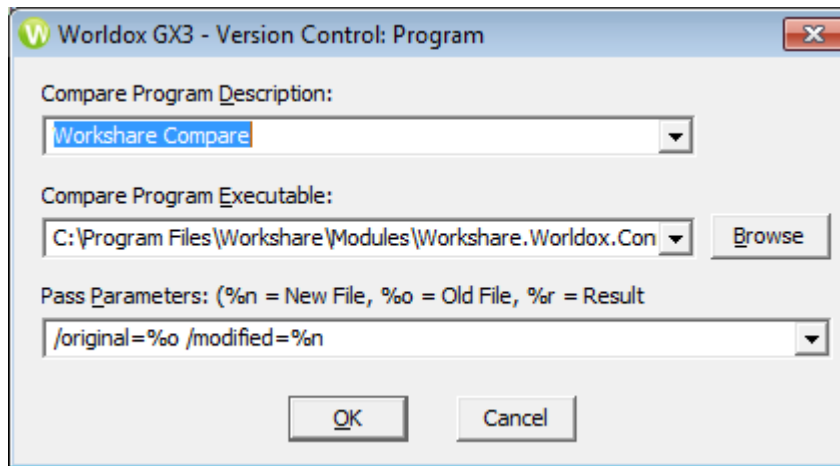 Worldox GX3 - Version Control: Program
Compare Program Description:
Workshare Compare
Compare Program Executable:
C:\Program Files\Workshare\Modules\Workshare.Worldox.Con
Browse
Pass Parameters: (%n = New File, %o = Old File, %r = Result
/original=%o /modified=%n
OK
Cancel